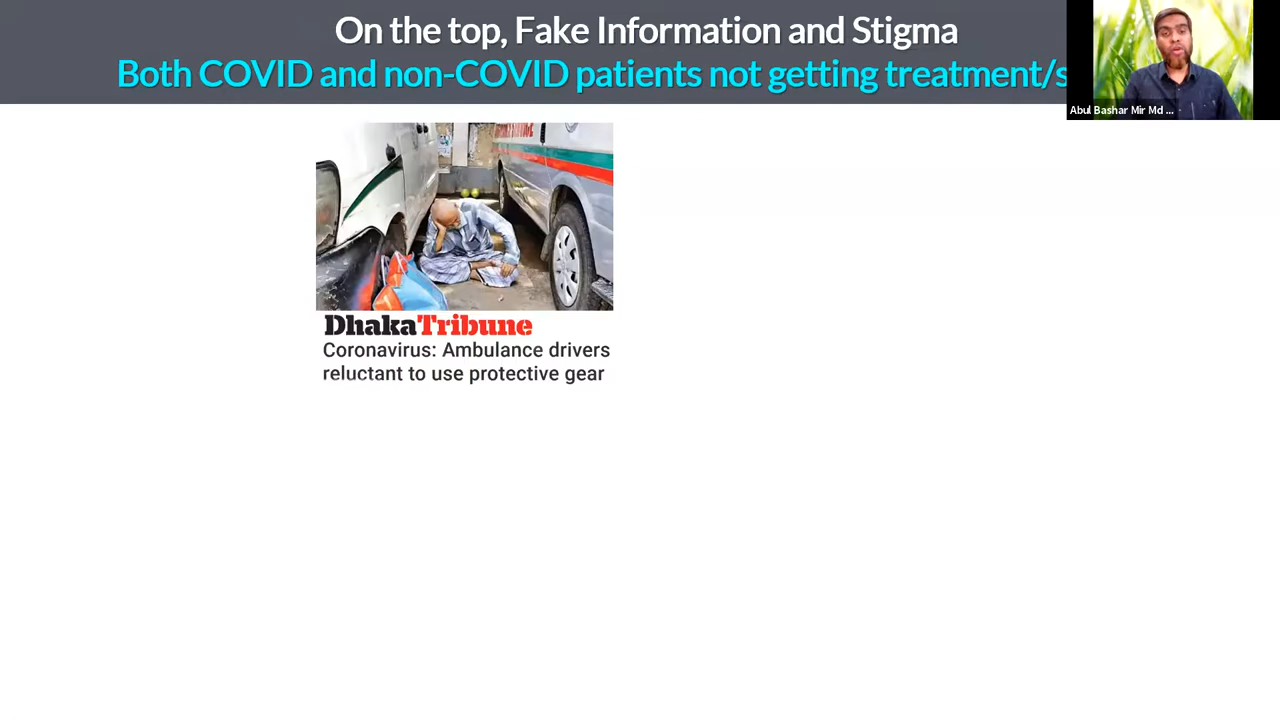 On the top, Fake Information and Stigma
Both COVID and non-COVID patients not getting treatment/s
Abul Bashar Mir Md ...
DhakaTribune
Coronavirus: Ambulance drivers
reluctant to use protective gear